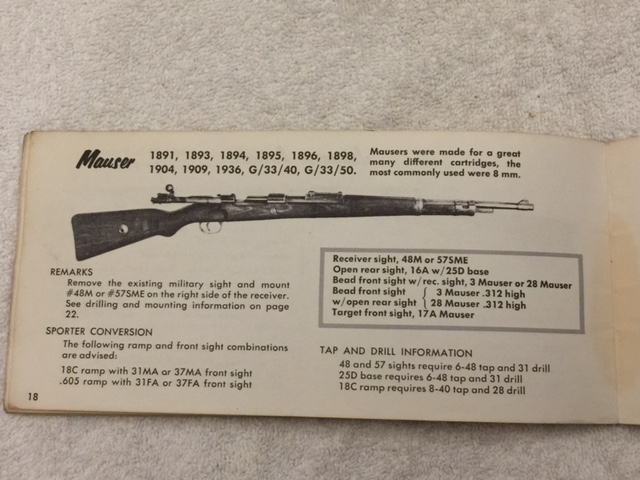 Mauser 1891, 1893, 1894, 1895, 1896, 1898,
1904, 1909, 1936, G/33/40, G/33/50.
Mausers were made for a great
many different cartridges, the
most commonly used were 8 mm.
REMARKS
Remove the existing military sight and mount
#48M or #57SME on the right side of the receiver.
See drilling and mounting information on page
22.
SPORTER CONVERSION
The following ramp and front sight combinations
are advised:
18C ramp with 31MA or 37MA front sight
.605 ramp with 31FA or 37FA front sight
18
Receiver sight, 48M or 57SME
Open rear sight, 16A w/25D base
Bead front sight w/rec. sight, 3 Mauser or 28 Mauser
Bead front sight { 3 Mauser .312 high
w/open rear sight { 28 Mauser .312 high
Target front sight, 17A Mauser
TAP AND DRILL INFORMATION
48 and 57 sights require 6-48 tap and 31 drill
25D base requires 6-48 tap and 31 drill
18C ramp requires 8-40 tap and 28 drill